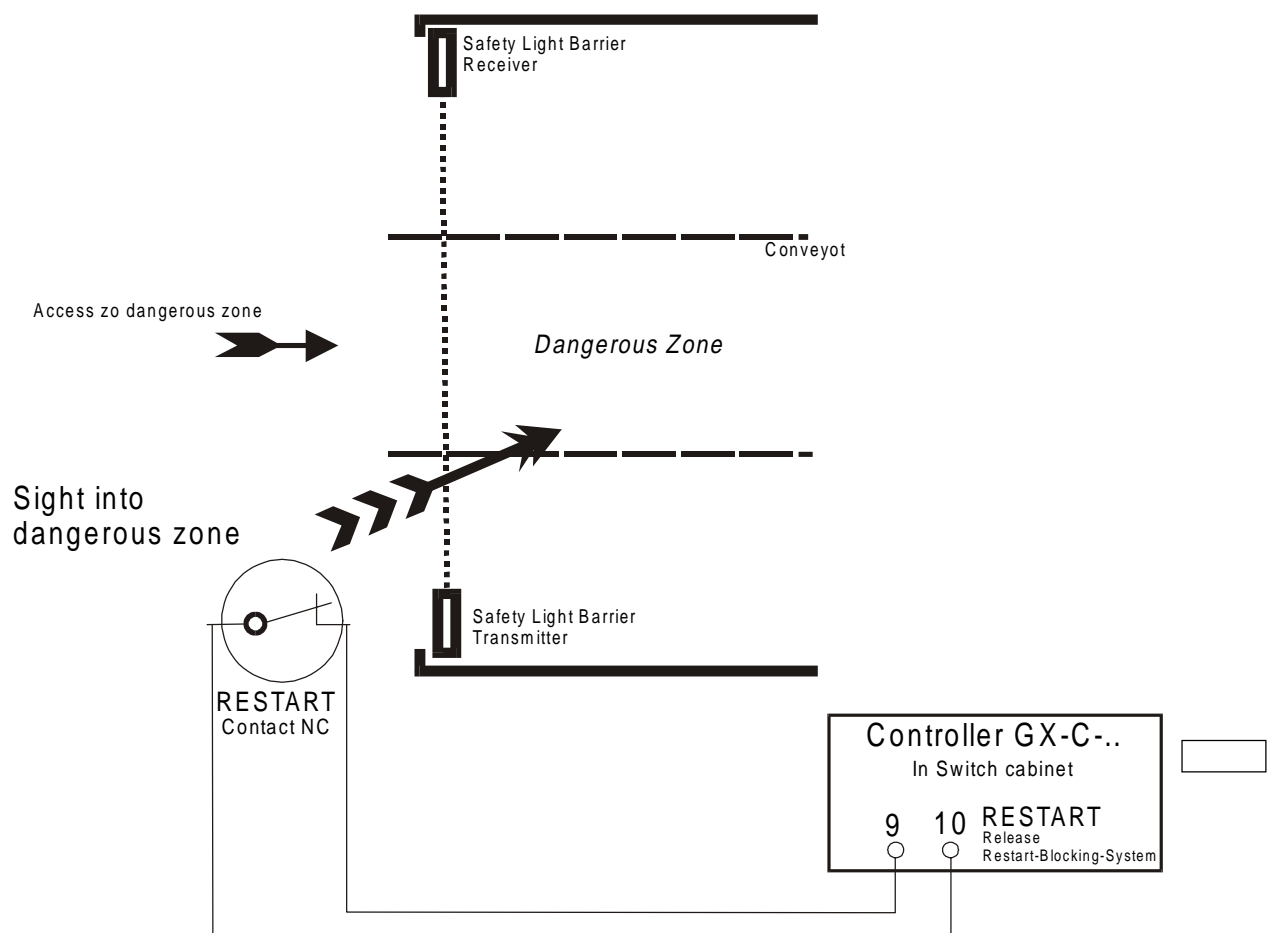 Safety Light Barrier
Receiver
Conveyot
Access zo dangerous zone
Dangerous Zone
Sight into
dangerous zone
Safety Light Barrier
Transmitter
RESTART
Contact NC
Controller GX-C-..
In Switch cabinet
9 10 RESTART
Release
Restart-Blocking-System